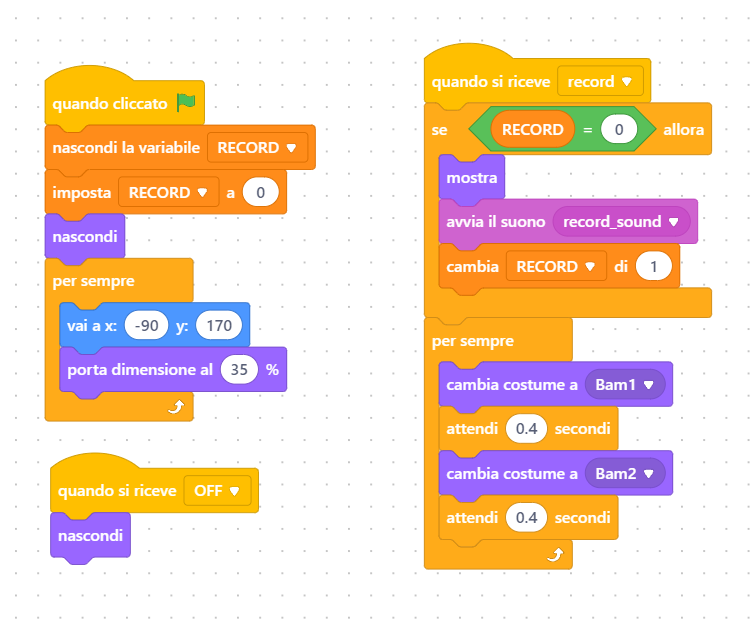 quando cliccato
nascondi la variabile RECORD
imposta RECORD a 0
nascondi
per sempre
vai a x: -90 y: 170
porta dimensione al 35 %
quando si riceve OFF
nascondi
quando si riceve record
se RECORD = 0 allora
mostra
avvia il suono record_sound
cambia RECORD di 1
per sempre
cambia costume a Bam1
attendi 0.4 secondi
cambia costume a Bam2
attendi 0.4 secondi